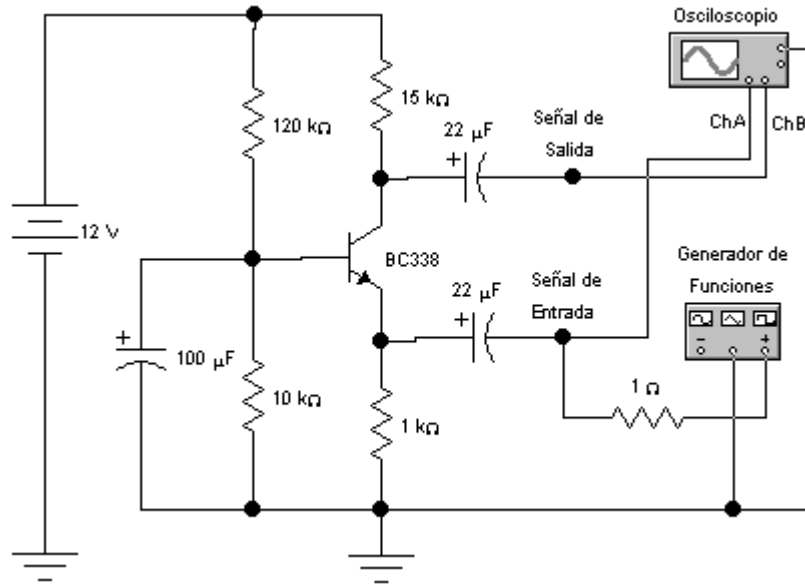 Osciloscopio
15 kΩ
120 kΩ
22 µF
+
Señal de
Salida
ChA
ChB
12 V
BC338
Generador de
Funciones
22 µF
+
Señal de
Entrada
+
100 µF
10 kΩ
1 kΩ
1 Ω
−
+